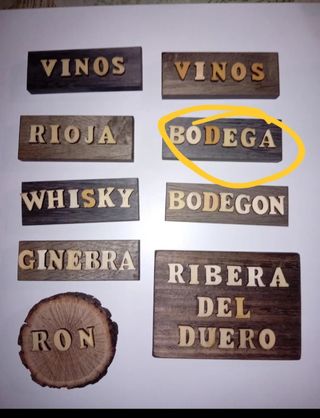 VINOS
VINOS
RIOJA
BODEGA
WHISKY
BODEGON
GINEBRA
RIBERA
DEL
DUERO
RON